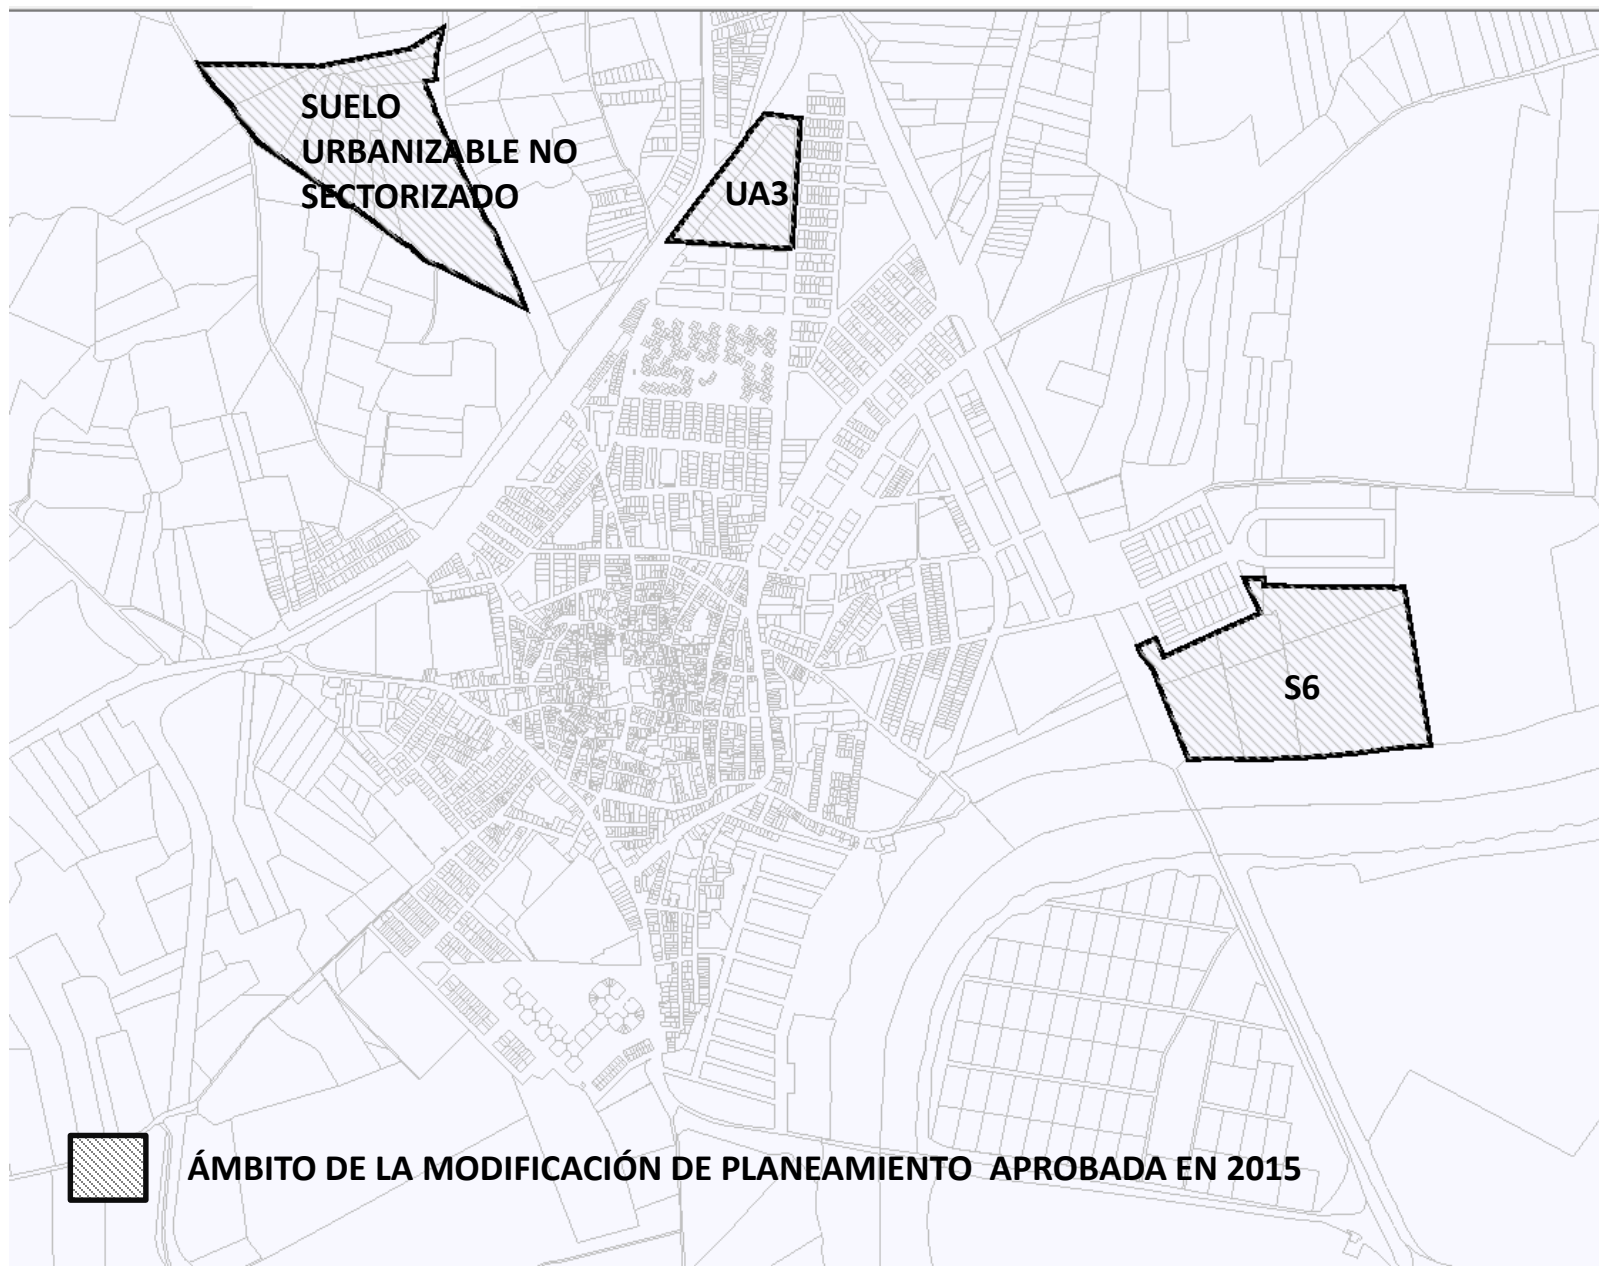 SUELO
URBANIZABLE NO
SECTORIZADO
UA3
S6
ÁMBITO DE LA MODIFICACIÓN DE PLANEAMIENTO APROBADA EN 2015